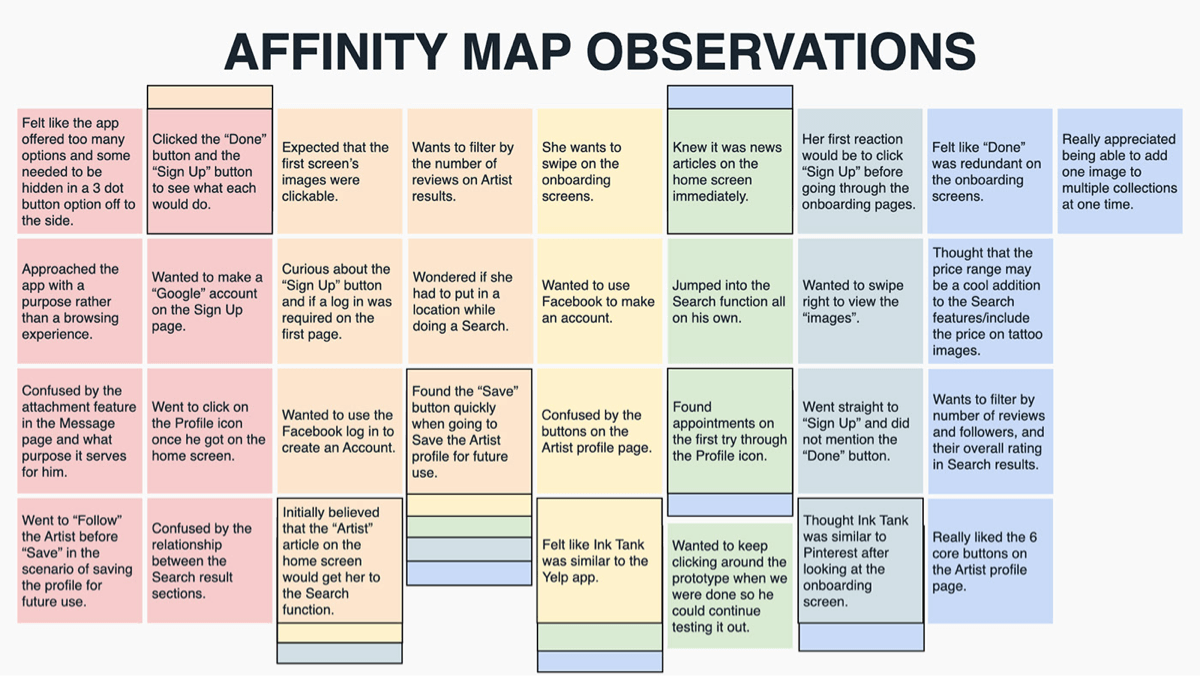 AFFINITY MAP OBSERVATIONS
Felt like the app
offered too many
options and some
needed to be
hidden in a 3 dot
button option off to
the side.
Clicked the “Done”
button and the
“Sign Up” button
to see what each
would do.
Expected that the
first screen’s
images were
clickable.
Wants to filter by
the number of
reviews on Artist
results.
She wants to
swipe on the
onboarding
screens.
Knew it was news
articles on the
home screen
immediately.
Her first reaction
would be to click
“Sign Up” before
going through the
onboarding pages.
Felt like “Done”
was redundant on
the onboarding
screens.
Really appreciated
being able to add
one image to
multiple collections
at one time.
Approached the
app with a
purpose rather
than a browsing
experience.
Wanted to make a
“Google” account
on the Sign Up
page.
Curious about the
“Sign Up” button
and if a log in was
required on the
first page.
Wondered if she
had to put in a
location while
doing a Search.
Wanted to use
Facebook to make
an account.
Jumped into the
Search function all
on his own.
Wanted to swipe
right to view the
“images”.
Thought that the
price range may
be a cool addition
to the Search
features/include
the price on tattoo
images.
Confused by the
attachment feature
in the Message
page and what
purpose it serves
for him.
Went to click on
the Profile icon
once he got on the
home screen.
Wanted to use the
Facebook log in to
create an Account.
Found the “Save”
button quickly
when going to
Save the Artist
profile for future
use.
Confused by the
buttons on the
Artist profile page.
Found
appointments on
the first try through
the Profile icon.
Went straight to
“Sign Up” and did
not mention the
“Done” button.
Wants to filter by
number of reviews
and followers, and
their overall rating
in Search results.
Went to “Follow”
the Artist before
“Save” in the
scenario of saving
the profile for
future use.
Confused by the
relationship
between the
Search result
sections.
Initially believed
that the “Artist”
article on the
home screen
would get her to
the Search
function.
Felt like Ink Tank
was similar to the
Yelp app.
Wanted to keep
clicking around the
prototype when we
were done so he
could continue
testing it out.
Thought Ink Tank
was similar to
Pinterest after
looking at the
onboarding
screen.
Really liked the 6
core buttons on
the Artist profile
page.